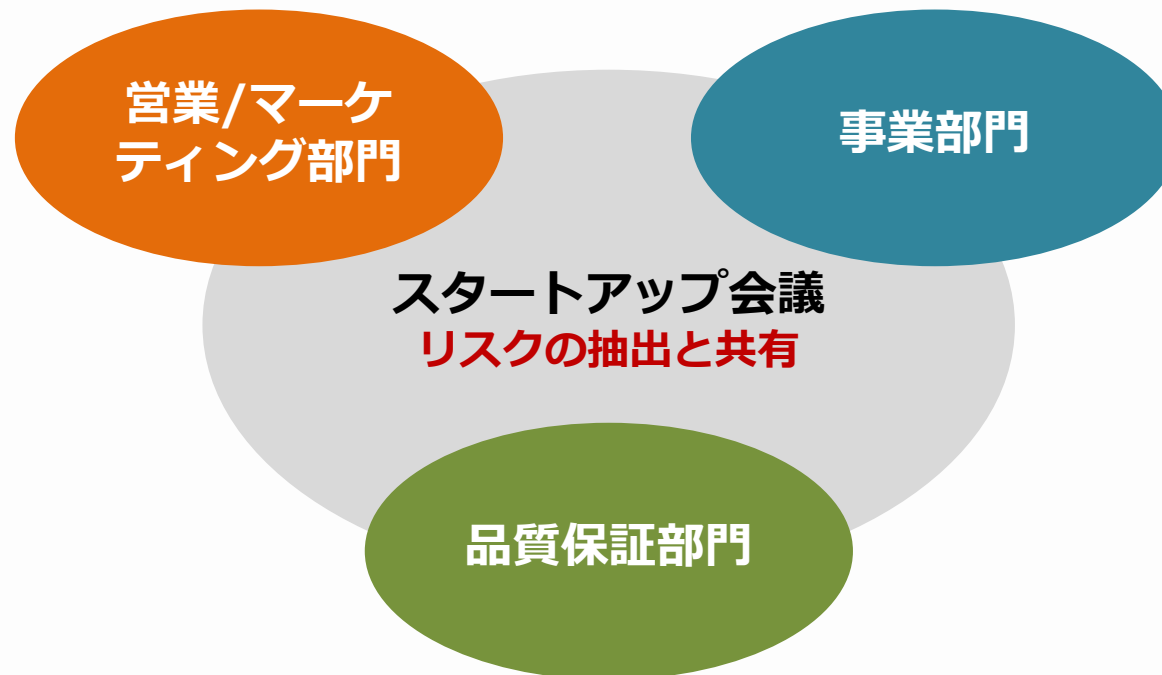 営業/マーケ
ティング部門
事業部門
スタートアップ会議
リスクの抽出と共有
品質保証部門